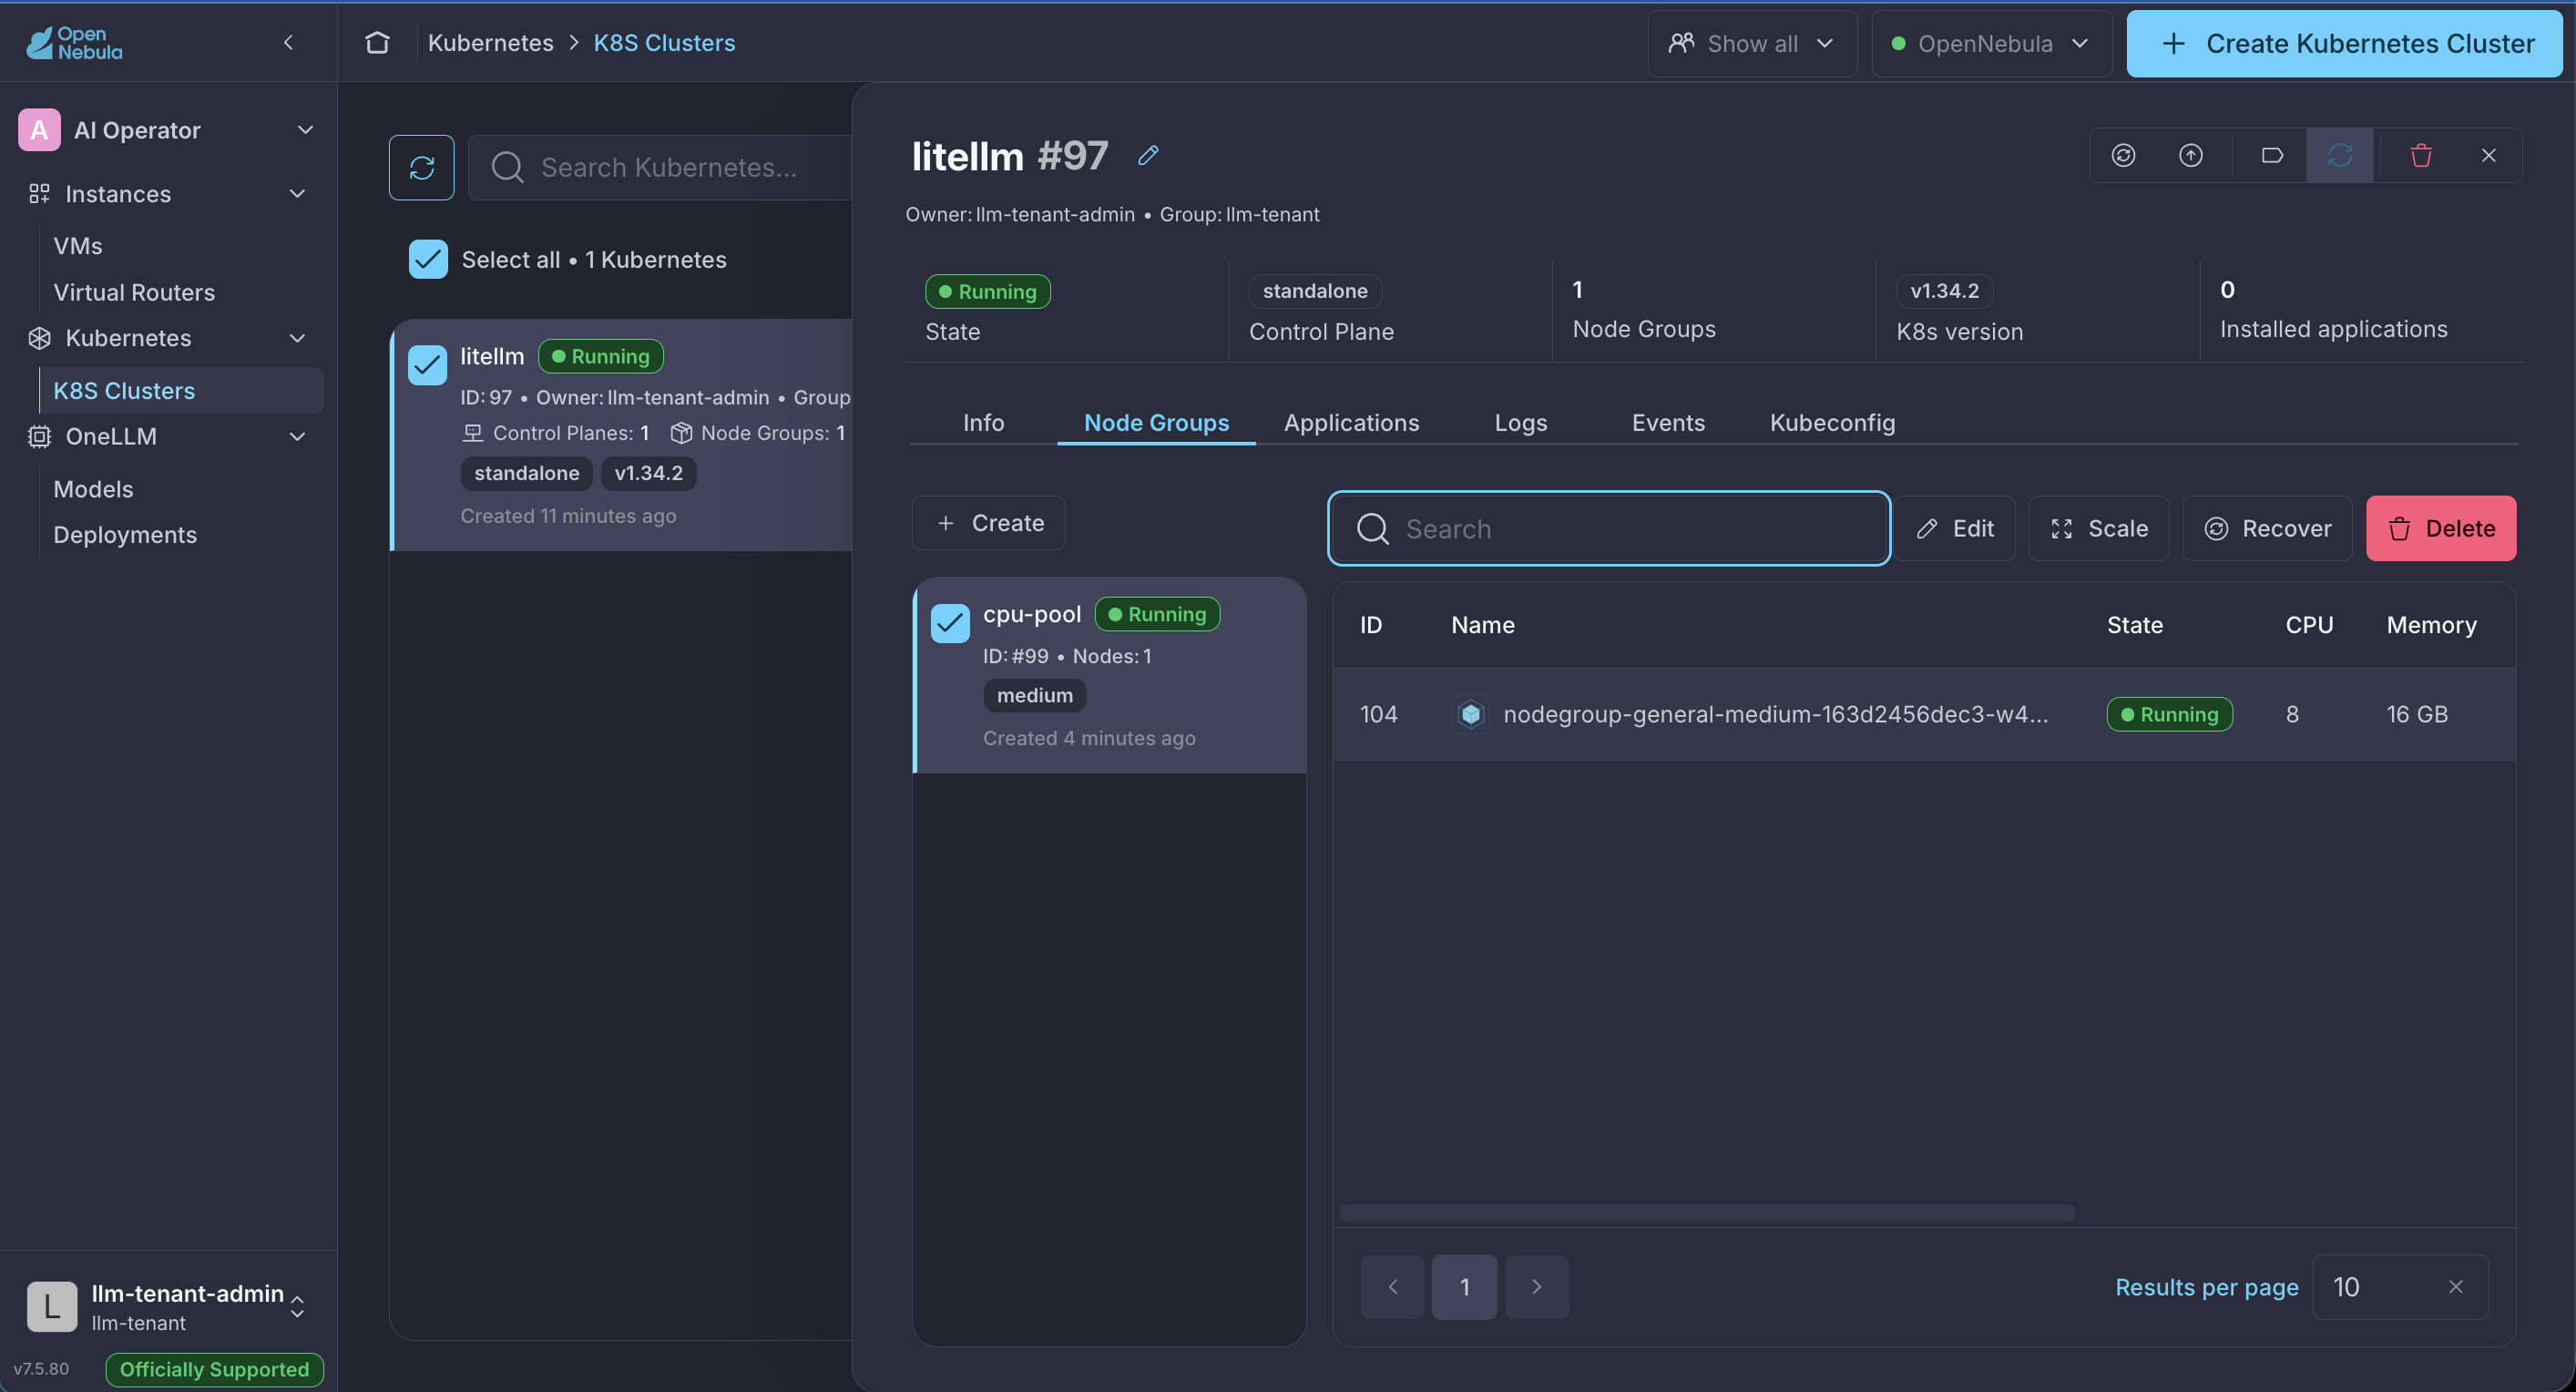 Open
Nebula
Kubernetes > K8S Clusters
Show all
OpenNebula
+ Create Kubernetes Cluster
A
AI Operator
Instances
VMs
Virtual Routers
Kubernetes
K8S Clusters
OneLLM
Models
Deployments
L
llm-tenant-admin
llm-tenant
v7.5.80
Officially Supported
Search Kubernetes...
Select all • 1 Kubernetes
litellm
Running
ID: 97 • Owner: llm-tenant-admin • Group
Control Planes: 1 Node Groups: 1
standalone
v1.34.2
Created 11 minutes ago
litellm #97
Owner: llm-tenant-admin • Group: llm-tenant
Running
State
standalone
Control Plane
1
Node Groups
v1.34.2
K8s version
0
Installed applications
Info
Node Groups
Applications
Logs
Events
Kubeconfig
+ Create
Search
Edit
Scale
Recover
Delete
cpu-pool
Running
ID: #99 • Nodes: 1
medium
Created 4 minutes ago
ID Name State CPU Memory
104 nodegroup-general-medium-163d2456dec3-w4... Running 8 16 GB
1
Results per page
10